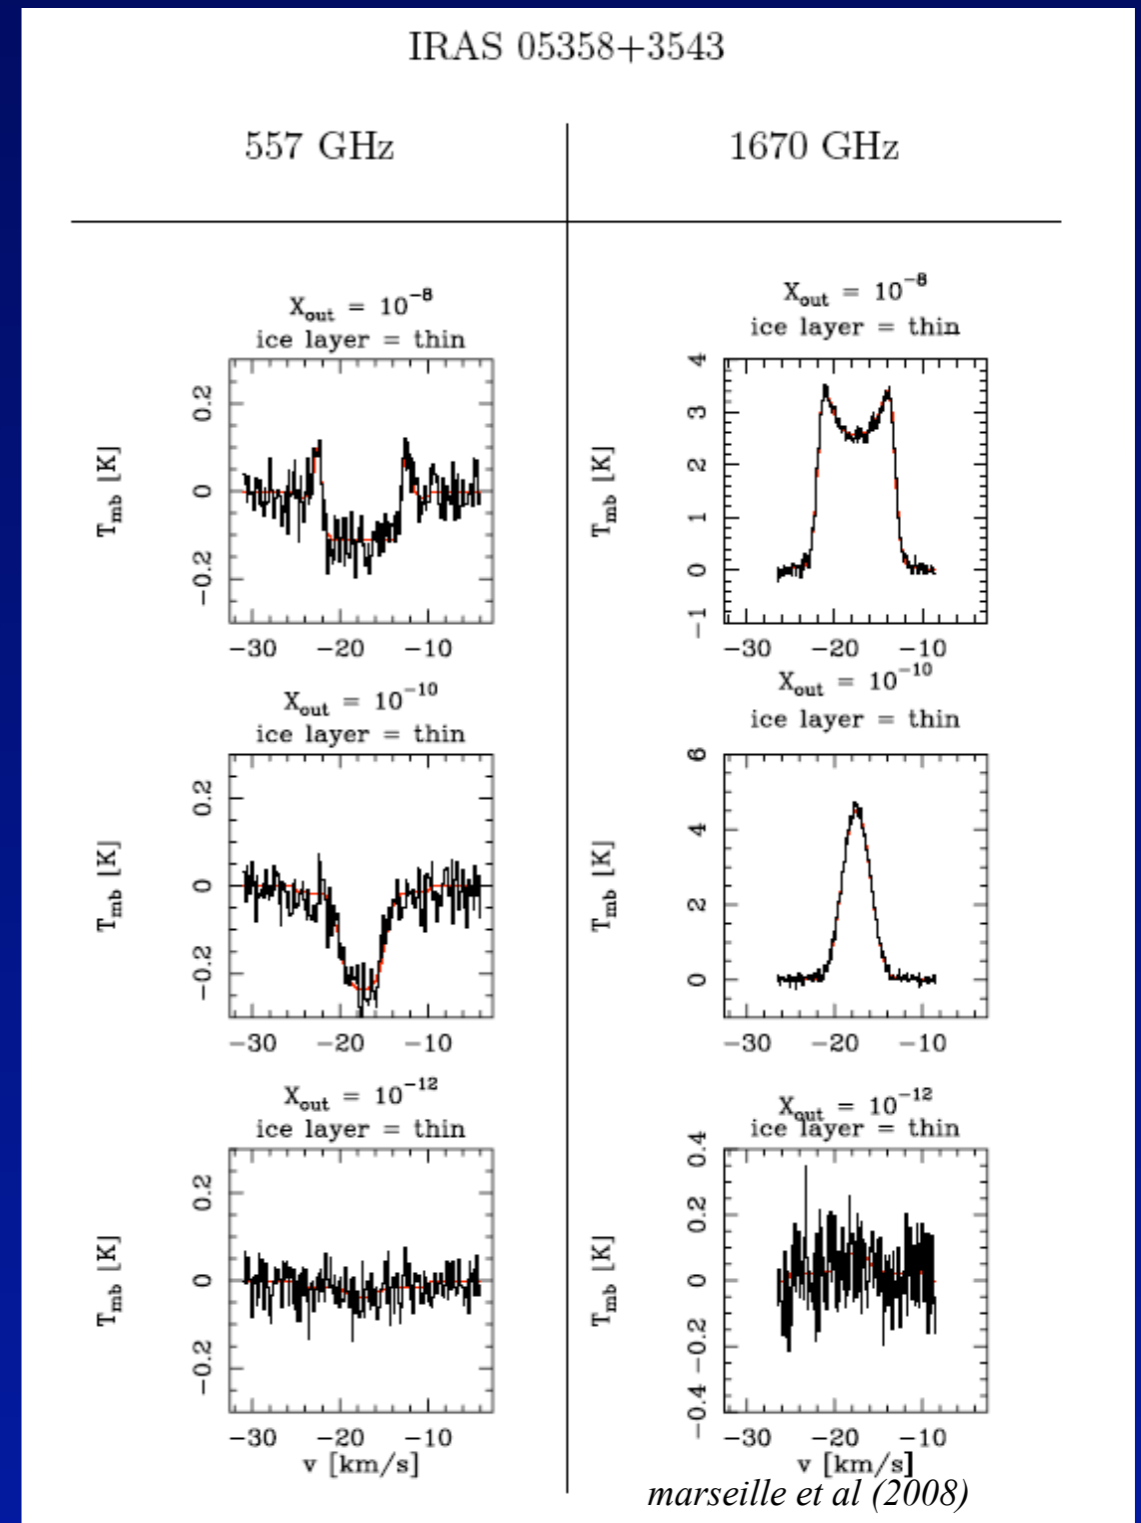 IRAS 05358+3543
557 GHz
1670 GHz
X_out = 10^−8
ice layer = thin
T_mb [K]
0.2
0
−0.2
−30 −20 −10
X_out = 10^−8
ice layer = thin
T_mb [K]
4
3
2
1
0
−1
−30 −20 −10
X_out = 10^−10
ice layer = thin
T_mb [K]
0.2
0
−0.2
−30 −20 −10
X_out = 10^−10
ice layer = thin
T_mb [K]
6
4
2
0
−30 −20 −10
X_out = 10^−12
ice layer = thin
T_mb [K]
0.2
0
−0.2
−30 −20 −10
v [km/s]
X_out = 10^−12
ice layer = thin
T_mb [K]
0.4
0.2
0
−0.2
−0.4
−30 −20 −10
v [km/s]
marseille et al (2008)